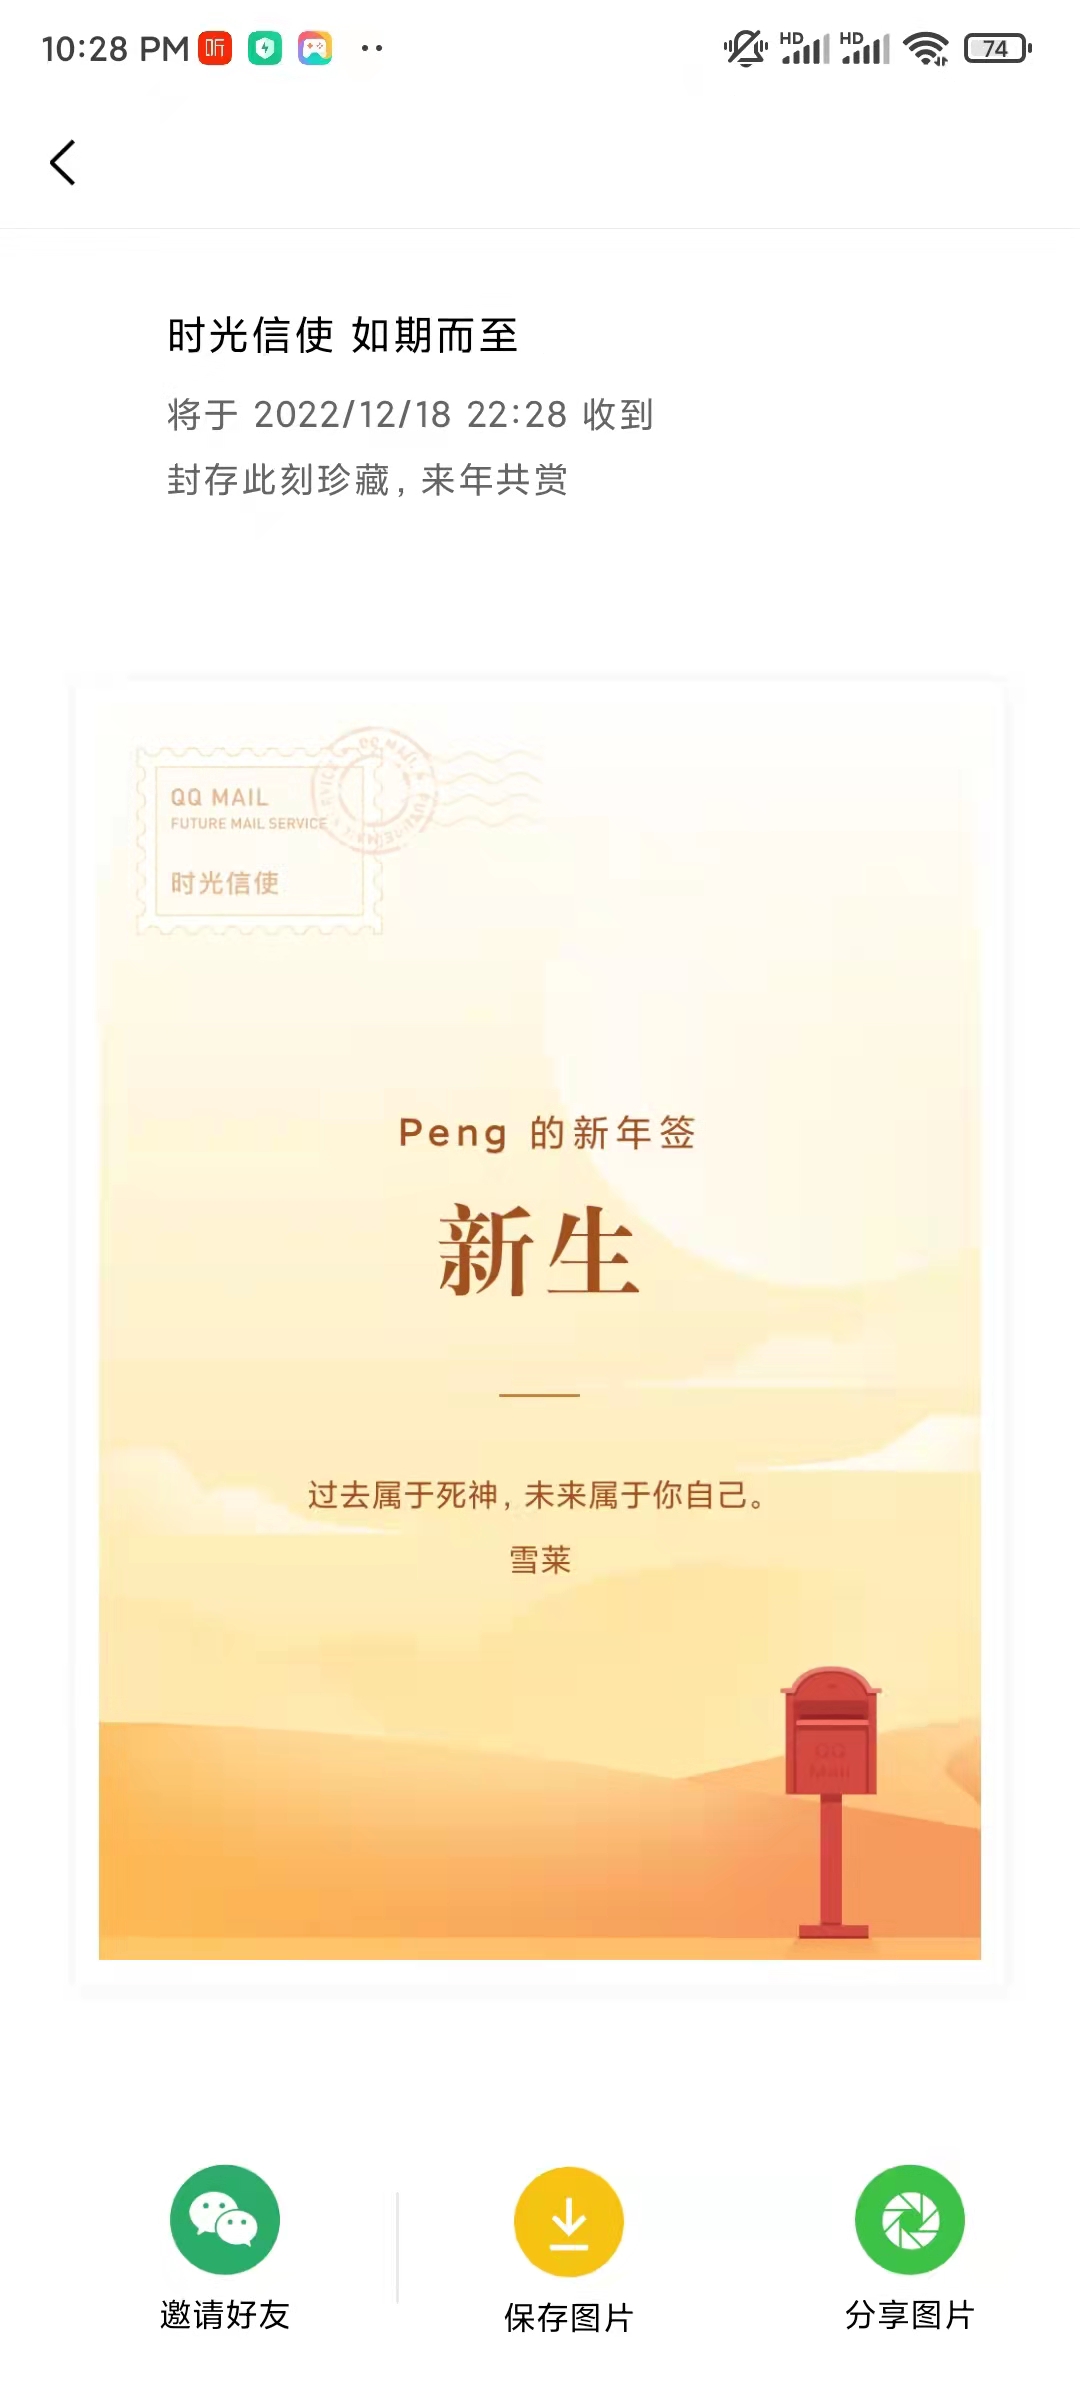 10:28 PM
听
HD
HD
74
时光信使 如期而至
将于 2022/12/18 22:28 收到
封存此刻珍藏，来年共赏
QQ MAIL
FUTURE MAIL SERVICE
时光信使
Peng 的新年签
新生
过去属于死神，未来属于你自己。
雪莱
QQ
Mail
邀请好友
保存图片
分享图片